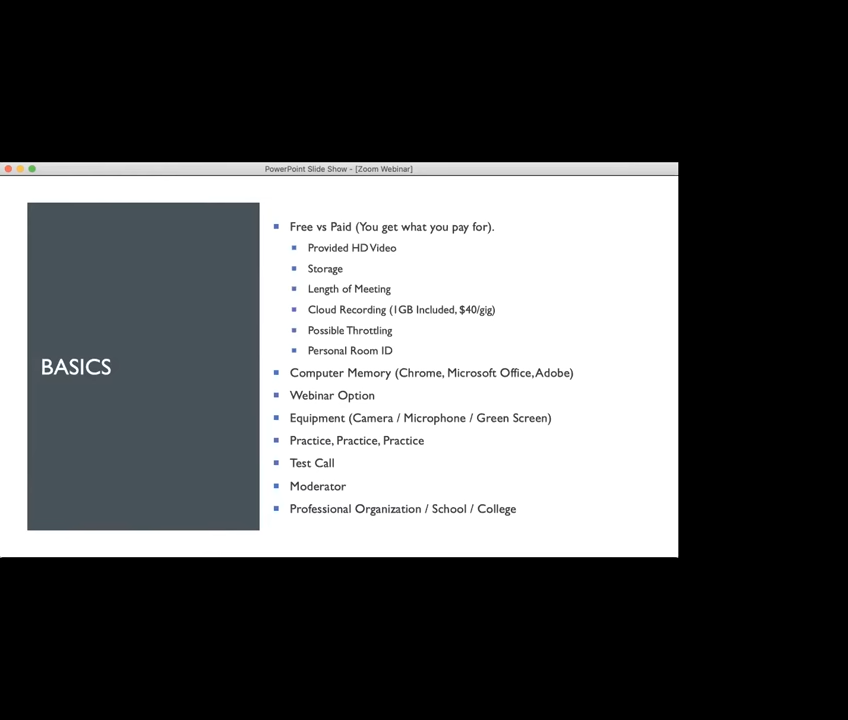 PowerPoint Slide Show - [Zoom Webinar]
BASICS
Free vs Paid (You get what you pay for).
Provided HD Video
Storage
Length of Meeting
Cloud Recording (1GB Included, $40/gig)
Possible Throttling
Personal Room ID
Computer Memory (Chrome, Microsoft Office, Adobe)
Webinar Option
Equipment (Camera / Microphone / Green Screen)
Practice, Practice, Practice
Test Call
Moderator
Professional Organization / School / College